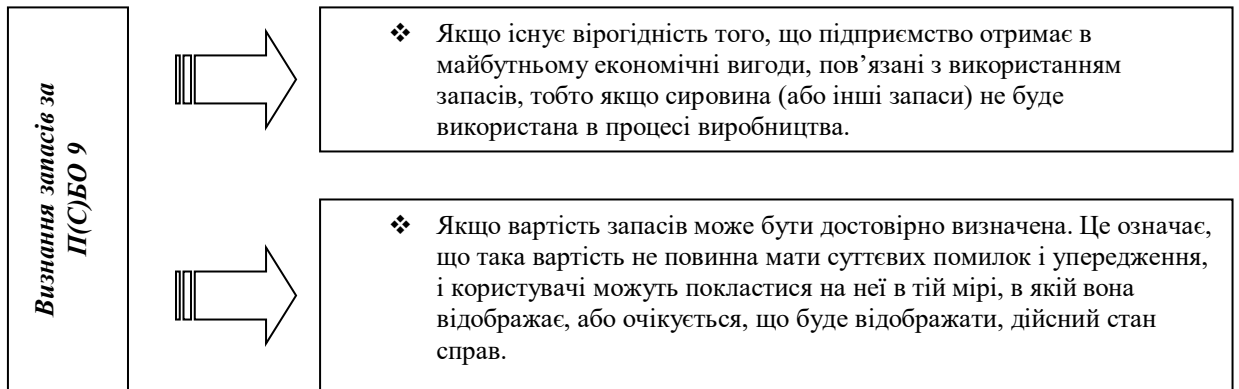 Визнання запасів за
П(С)БО 9
❖ Якщо існує вірогідність того, що підприємство отримає в
майбутньому економічні вигоди, пов’язані з використанням
запасів, тобто якщо сировина (або інші запаси) не буде
використана в процесі виробництва.
❖ Якщо вартість запасів може бути достовірно визначена. Це означає,
що така вартість не повинна мати суттєвих помилок і упередження,
і користувачі можуть покластися на неї в тій мірі, в якій вона
відображає, або очікується, що буде відображати, дійсний стан
справ.